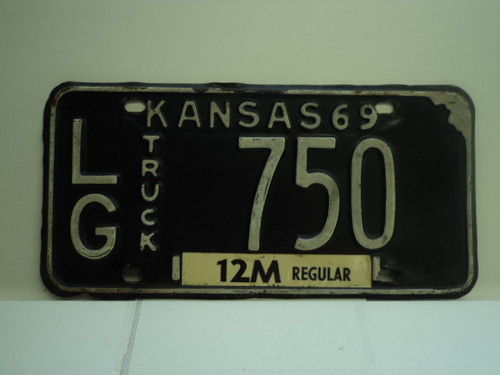 KANSAS 69
LG
TRUCK
750
12M REGULAR